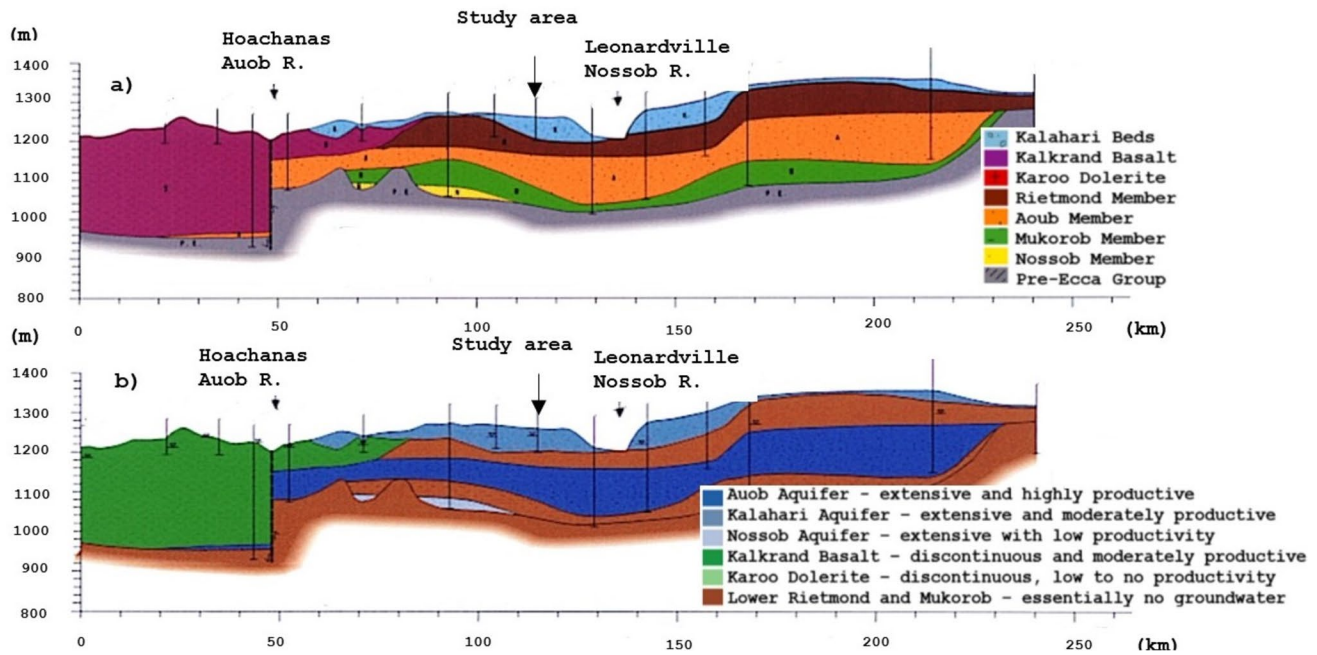 Study area
(m)
Hoachanas
Auob R.
Leonardville
Nossob R.
a)
1400
1300
1200
1100
1000
900
800
Kalahari Beds
Kalkrand Basalt
Karoo Dolerite
Rietmond Member
Aoub Member
Mukorob Member
Nossob Member
Pre-Ecca Group
0 50 100 150 200 250 (km)
(m)
Study area
Hoachanas
Auob R.
Leonardville
Nossob R.
b)
1400
1300
1200
1100
1000
900
800
Auob Aquifer - extensive and highly productive
Kalahari Aquifer - extensive and moderately productive
Nossob Aquifer - extensive with low productivity
Kalkrand Basalt - discontinuous and moderately productive
Karoo Dolerite - discontinuous, low to no productivity
Lower Rietmond and Mukorob - essentially no groundwater
0 50 100 150 200 250 (km)